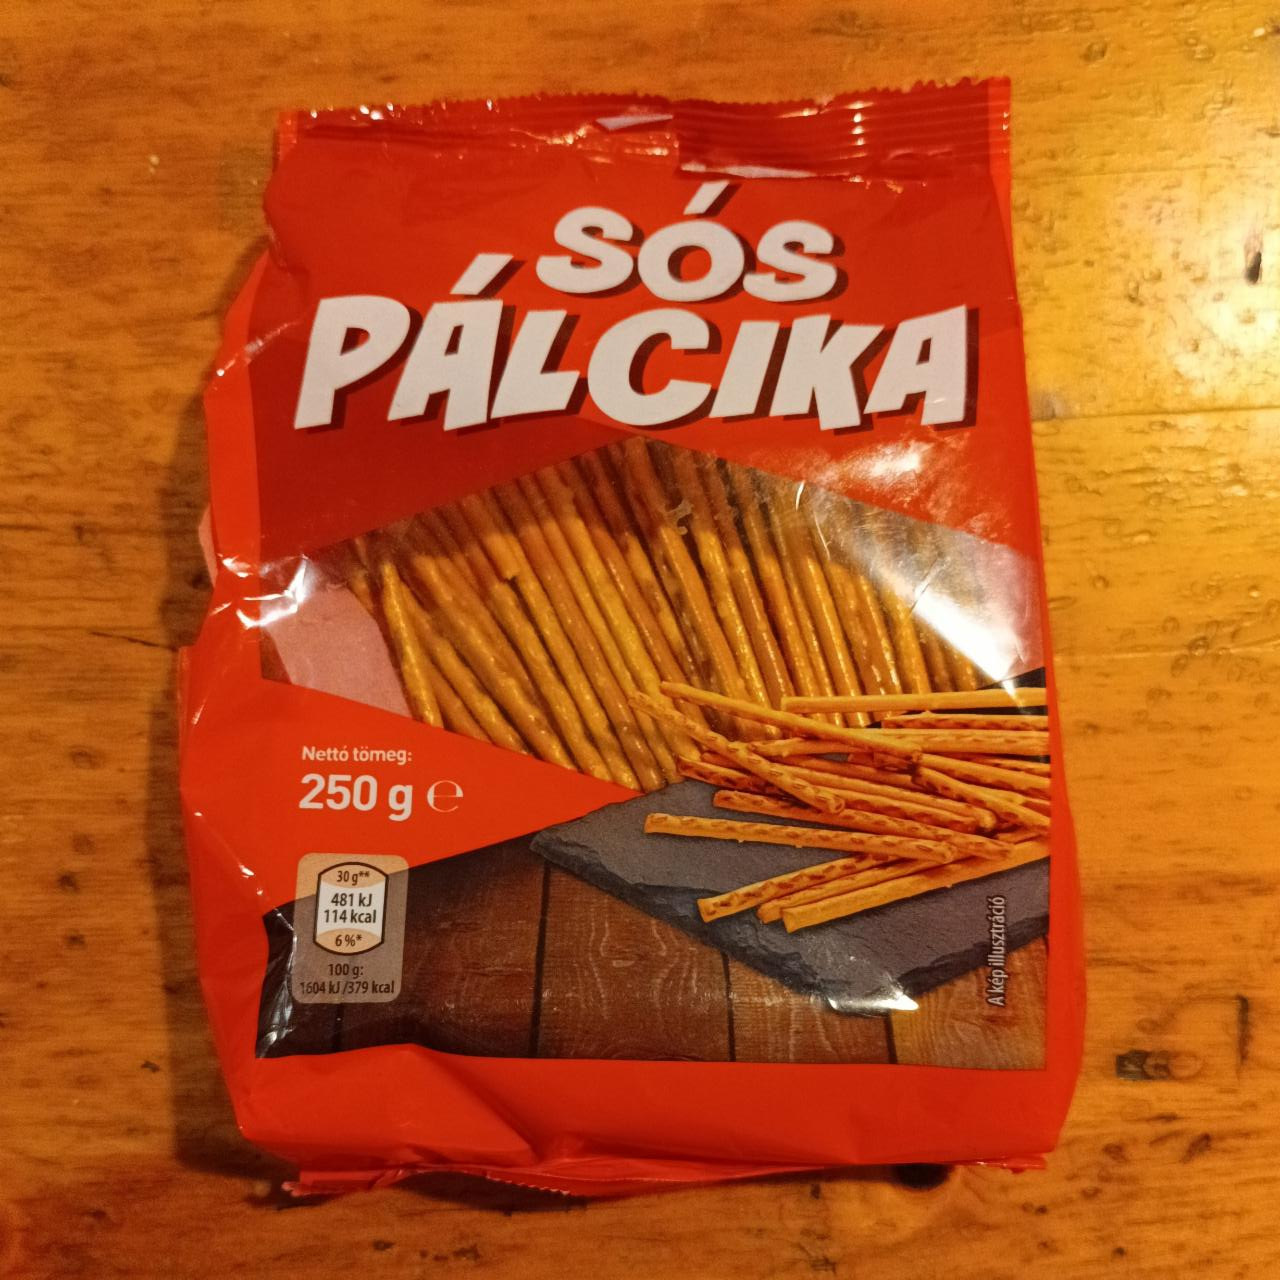 SÓS
PÁLCIKA
Nettó tömeg:
250 g ℮
30 g**
481 kJ
114 kcal
6 %*
100 g:
1604 kJ /379 kcal
A kép illusztráció